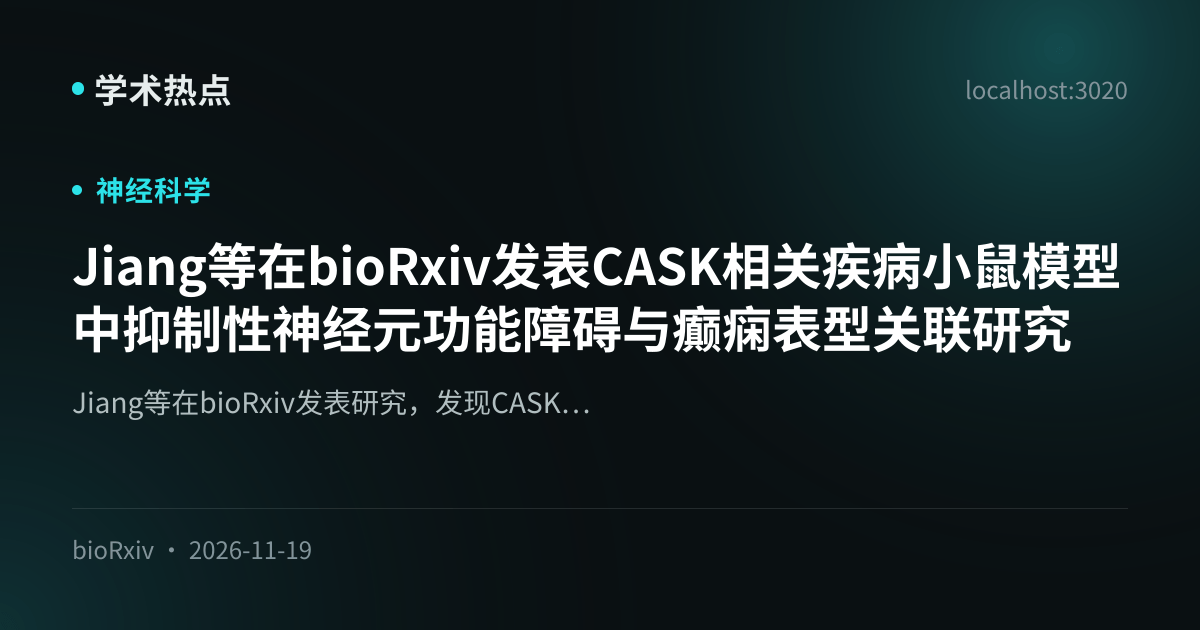 学术热点
localhost:3020
神经科学
Jiang等在bioRxiv发表CASK相关疾病小鼠模型
中抑制性神经元功能障碍与癫痫表型关联研究
Jiang等在bioRxiv发表研究，发现CASK…
bioRxiv · 2026-11-19